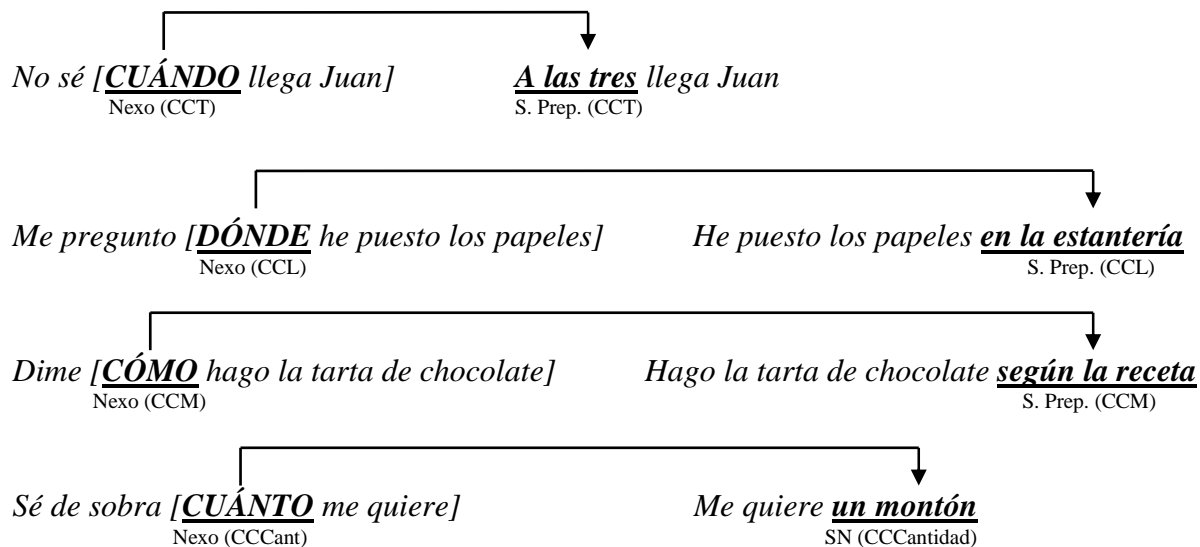 No sé [CUÁNDO llega Juan] A las tres llega Juan
Nexo (CCT) S. Prep. (CCT)
Me pregunto [DÓNDE he puesto los papeles] He puesto los papeles en la estantería
Nexo (CCL) S. Prep. (CCL)
Dime [CÓMO hago la tarta de chocolate] Hago la tarta de chocolate según la receta
Nexo (CCM) S. Prep. (CCM)
Sé de sobra [CUÁNTO me quiere] Me quiere un montón
Nexo (CCCant) SN (CCCantidad)